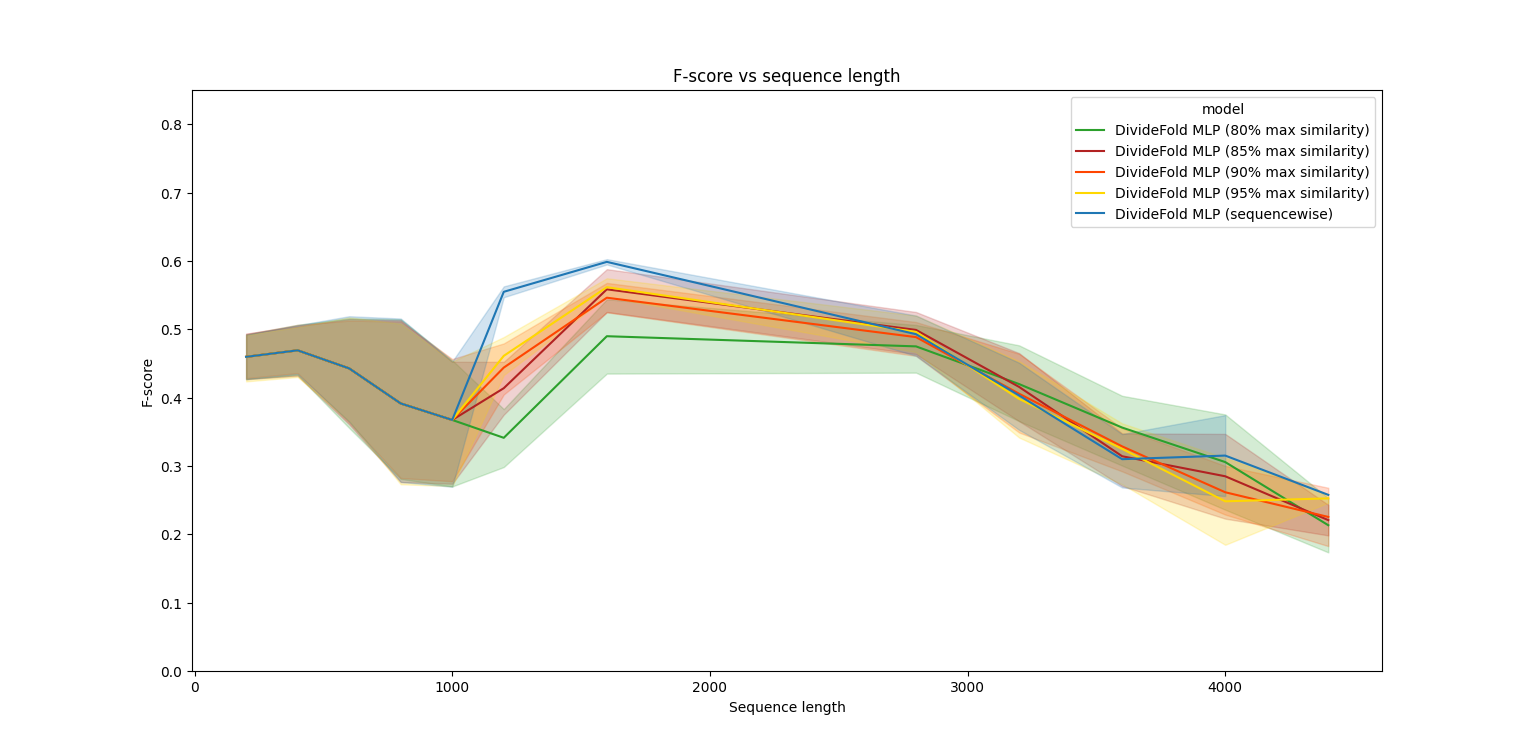 F-score vs sequence length
model
DivideFold MLP (80% max similarity)
DivideFold MLP (85% max similarity)
DivideFold MLP (90% max similarity)
DivideFold MLP (95% max similarity)
DivideFold MLP (sequencewise)
F-score
0.8
0.7
0.6
0.5
0.4
0.3
0.2
0.1
0.0
0
1000
2000
3000
4000
Sequence length